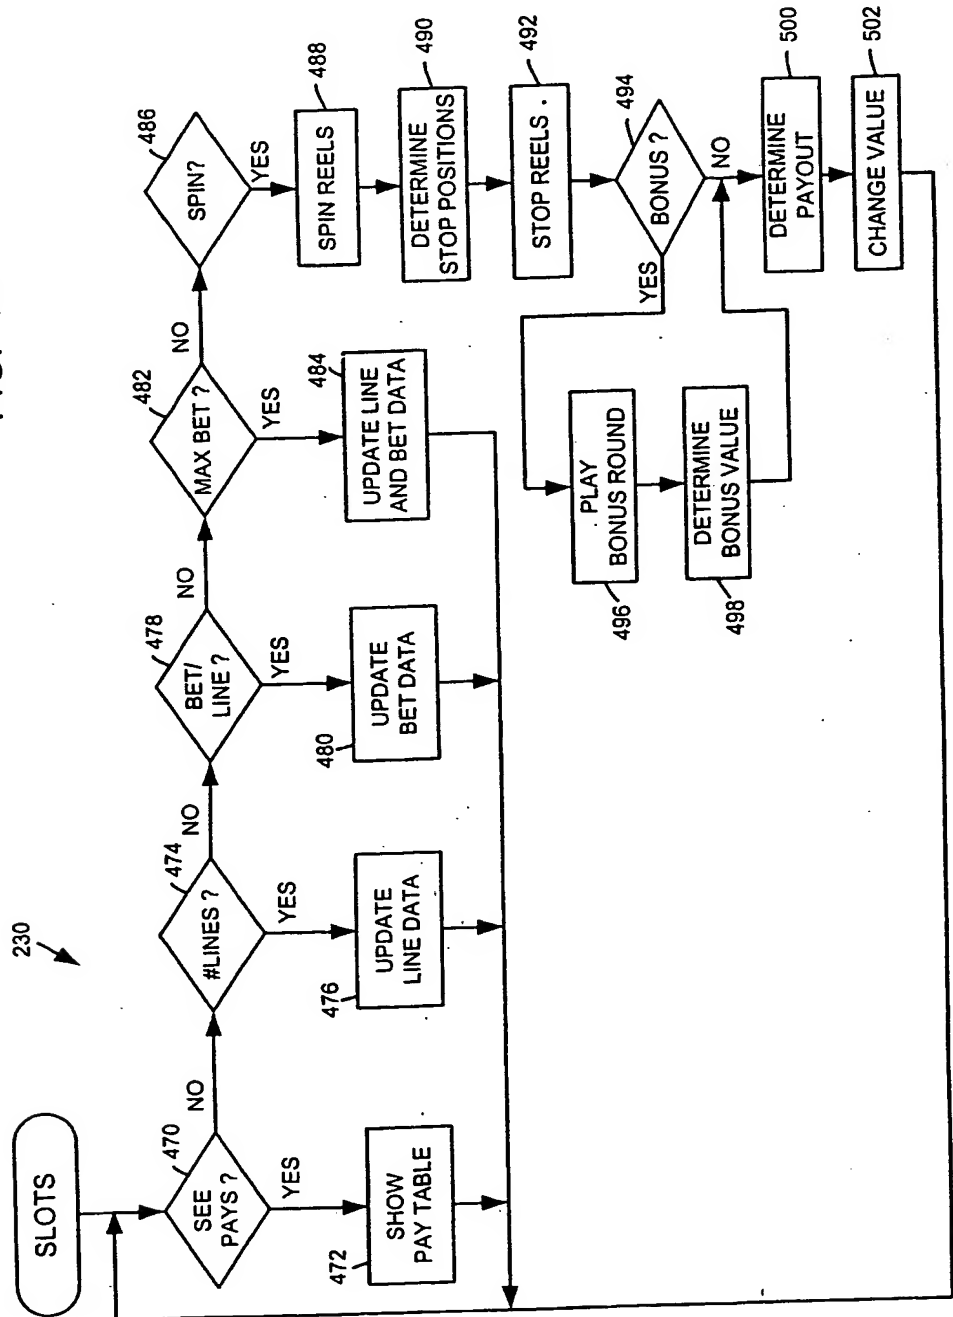 230
SLOTS
470
SEE
PAYS ?
NO
YES
472
SHOW
PAY TABLE
474
#LINES ?
NO
YES
476
UPDATE
LINE DATA
478
BET/
LINE ?
NO
YES
480
UPDATE
BET DATA
482
MAX BET ?
NO
YES
484
UPDATE LINE
AND BET DATA
486
SPIN?
YES
488
SPIN REELS
490
DETERMINE
STOP POSITIONS
492
STOP REELS
494
BONUS ?
YES
NO
496
PLAY
BONUS ROUND
498
DETERMINE
BONUS VALUE
500
DETERMINE
PAYOUT
502
CHANGE VALUE